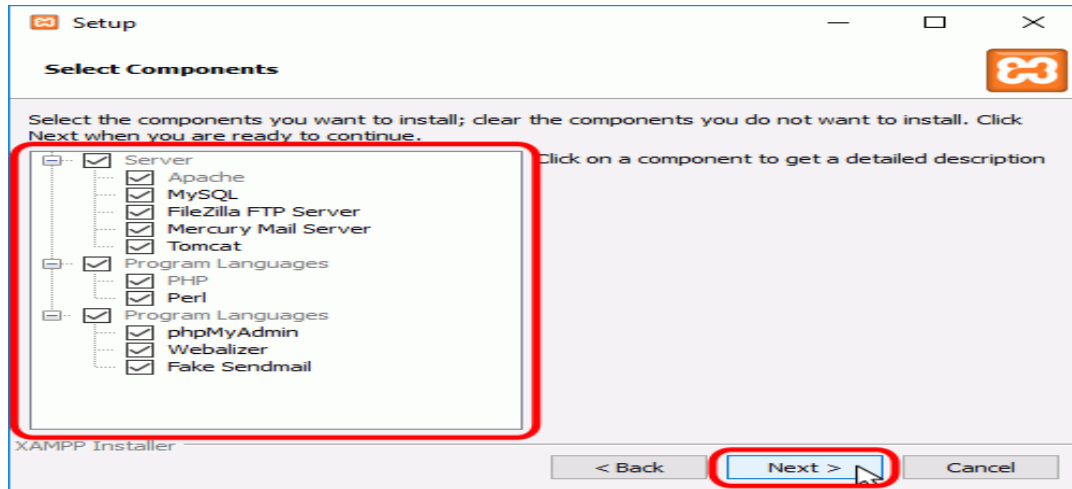 Setup
Select Components
Select the components you want to install; clear the components you do not want to install. Click
Next when you are ready to continue.
Server
Apache
MySQL
FileZilla FTP Server
Mercury Mail Server
Tomcat
Program Languages
PHP
Perl
Program Languages
phpMyAdmin
Webalizer
Fake Sendmail
Click on a component to get a detailed description
XAMPP Installer
< Back
Next >
Cancel